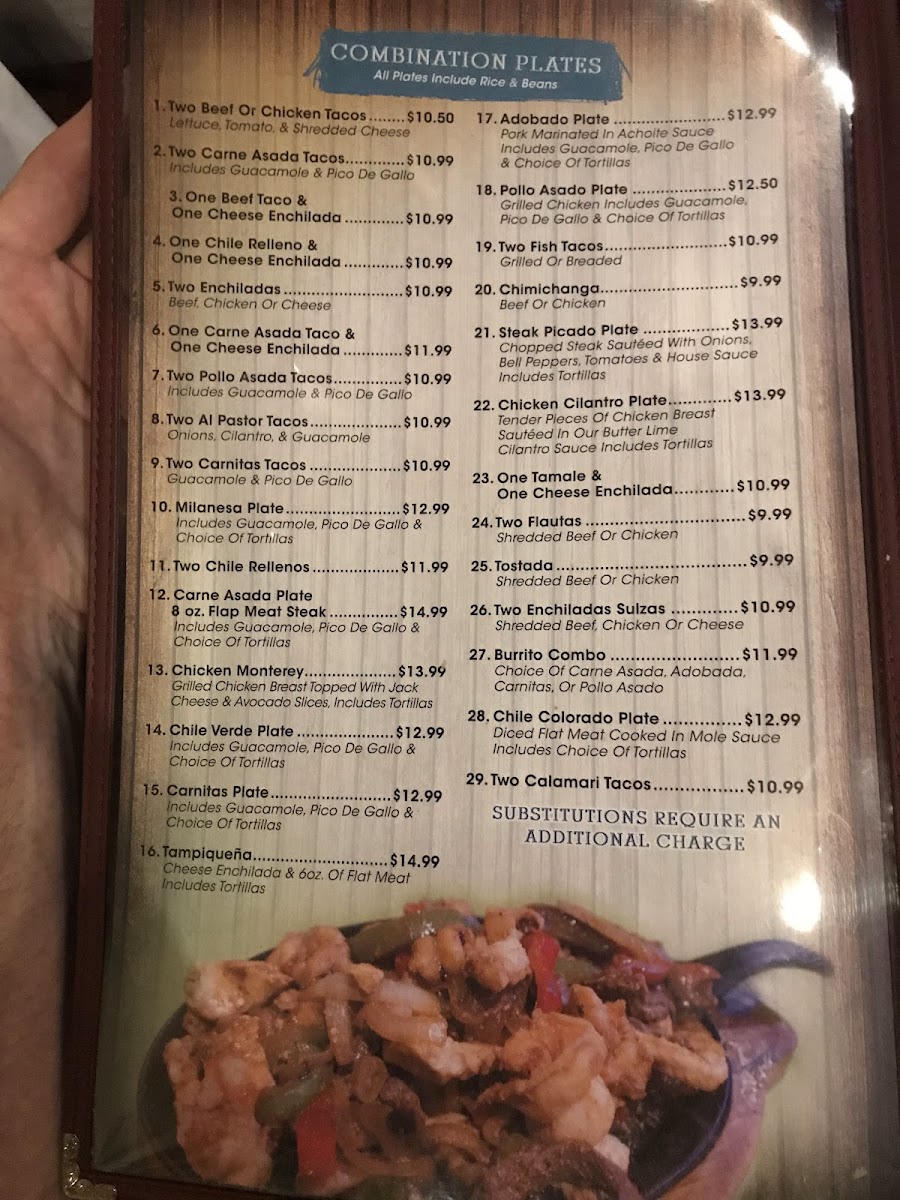 COMBINATION PLATES
All Plates Include Rice & Beans
1. Two Beef Or Chicken Tacos ........ $10.50
Lettuce, Tomato, & Shredded Cheese
2. Two Carne Asada Tacos ............ $10.99
Includes Guacamole & Pico De Gallo
3. One Beef Taco &
One Cheese Enchilada ............ $10.99
4. One Chile Relleno &
One Cheese Enchilada ............ $10.99
5. Two Enchiladas ........................ $10.99
Beef, Chicken Or Cheese
6. One Carne Asada Taco &
One Cheese Enchilada ............ $11.99
7. Two Pollo Asada Tacos .............. $10.99
Includes Guacamole & Pico De Gallo
8. Two Al Pastor Tacos ................... $10.99
Onions, Cilantro, & Guacamole
9. Two Carnitas Tacos ................... $10.99
Guacamole & Pico De Gallo
10. Milanesa Plate ....................... $12.99
Includes Guacamole, Pico De Gallo &
Choice Of Tortillas
11. Two Chile Rellenos .................. $11.99
12. Carne Asada Plate
8 oz. Flap Meat Steak .............. $14.99
Includes Guacamole, Pico De Gallo &
Choice Of Tortillas
13. Chicken Monterey ................... $13.99
Grilled Chicken Breast Topped With Jack
Cheese & Avocado Slices, Includes Tortillas
14. Chile Verde Plate .................... $12.99
Includes Guacamole, Pico De Gallo &
Choice Of Tortillas
15. Carnitas Plate ......................... $12.99
Includes Guacamole, Pico De Gallo &
Choice Of Tortillas
16. Tampiqueña ............................ $14.99
Cheese Enchilada & 6oz. Of Flat Meat
Includes Tortillas
17. Adobado Plate ....................... $12.99
Pork Marinated In Achoite Sauce
Includes Guacamole, Pico De Gallo
& Choice Of Tortillas
18. Pollo Asado Plate ................... $12.50
Grilled Chicken Includes Guacamole,
Pico De Gallo & Choice Of Tortillas
19. Two Fish Tacos ......................... $10.99
Grilled Or Breaded
20. Chimichanga ............................ $9.99
Beef Or Chicken
21. Steak Picado Plate .................. $13.99
Chopped Steak Sautéed With Onions,
Bell Peppers, Tomatoes & House Sauce
Includes Tortillas
22. Chicken Cilantro Plate ............. $13.99
Tender Pieces Of Chicken Breast
Sautéed In Our Butter Lime
Cilantro Sauce Includes Tortillas
23. One Tamale &
One Cheese Enchilada ............ $10.99
24. Two Flautas ................................ $9.99
Shredded Beef Or Chicken
25. Tostada ....................................... $9.99
Shredded Beef Or Chicken
26. Two Enchiladas Sulzas ............. $10.99
Shredded Beef, Chicken Or Cheese
27. Burrito Combo .......................... $11.99
Choice Of Carne Asada, Adobada,
Carnitas, Or Pollo Asado
28. Chile Colorado Plate ............... $12.99
Diced Flat Meat Cooked In Mole Sauce
Includes Choice Of Tortillas
29. Two Calamari Tacos .................. $10.99
SUBSTITUTIONS REQUIRE AN
ADDITIONAL CHARGE